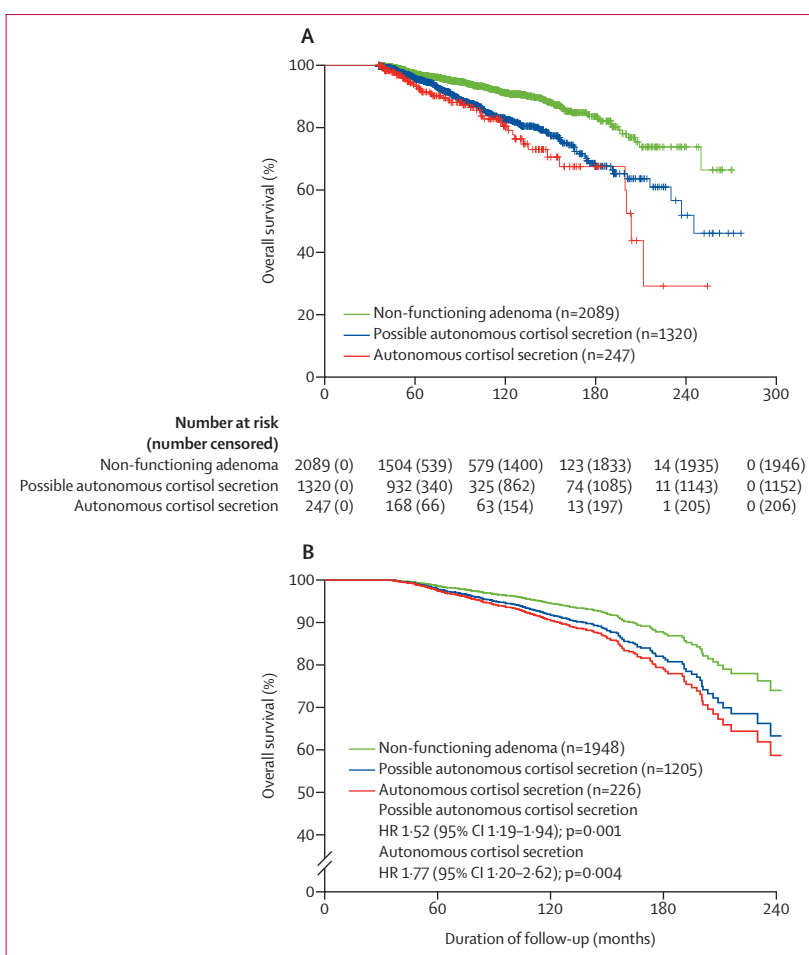 A
100
80
60
40
20
0
Overall survival (%)
Non-functioning adenoma (n=2089)
Possible autonomous cortisol secretion (n=1320)
Autonomous cortisol secretion (n=247)
60 120 180 240 300
Number at risk
(number censored)
Non-functioning adenoma 2089 (0) 1504 (539) 579 (1400) 123 (1833) 14 (1935) 0 (1946)
Possible autonomous cortisol secretion 1320 (0) 932 (340) 325 (862) 74 (1085) 11 (1143) 0 (1152)
Autonomous cortisol secretion 247 (0) 168 (66) 63 (154) 13 (197) 1 (205) 0 (206)
B
100
90
80
70
60
50
40
0
Overall survival (%)
Non-functioning adenoma (n=1948)
Possible autonomous cortisol secretion (n=1205)
Autonomous cortisol secretion (n=226)
Possible autonomous cortisol secretion
HR 1·52 (95% CI 1·19–1·94); p=0·001
Autonomous cortisol secretion
HR 1·77 (95% CI 1·20–2·62); p=0·004
0 60 120 180 240
Duration of follow-up (months)